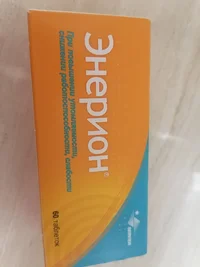 Энерион®
При повышенной утомляемости,
снижении работоспособности, слабости
60 таблеток